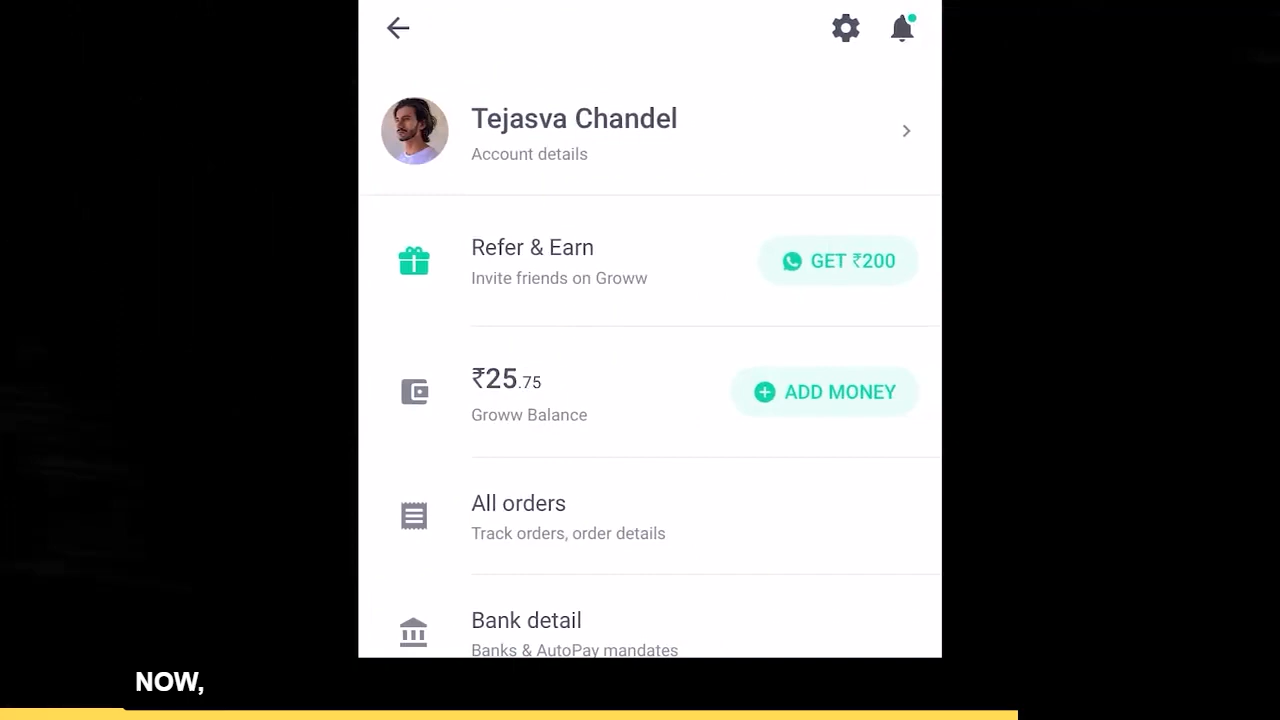 Tejasva Chandel
Account details
Refer & Earn
Invite friends on Groww
GET ₹200
₹25.75
Groww Balance
ADD MONEY
All orders
Track orders, order details
Bank detail
Banks & AutoPay mandates
NOW,